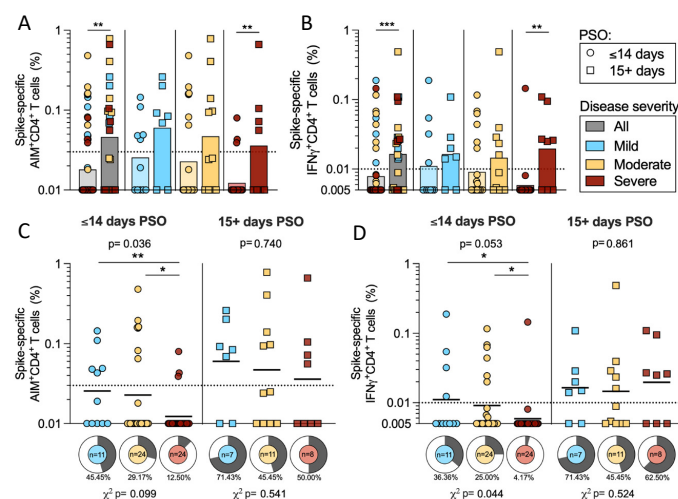 A
Spike-specific
AIM⁺CD4⁺ T cells (%)
1
0.1
0.01
**
**
B
Spike-specific
IFNγ⁺CD4⁺ T cells (%)
1
0.1
0.01
0.005
***
**
PSO:
≤14 days
15+ days
Disease severity
All
Mild
Moderate
Severe
C
≤14 days PSO
15+ days PSO
p= 0.036
p= 0.740
**
*
Spike-specific
AIM⁺CD4⁺ T cells (%)
1
0.1
0.01
n=11
n=24
n=24
n=7
n=11
n=8
45.45%
29.17%
12.50%
71.43%
45.45%
50.00%
χ² p= 0.099
χ² p= 0.541
D
≤14 days PSO
15+ days PSO
p= 0.053
p= 0.861
*
*
Spike-specific
IFNγ⁺CD4⁺ T cells (%)
1
0.1
0.01
0.005
n=11
n=24
n=24
n=7
n=11
n=8
36.36%
25.00%
4.17%
71.43%
45.45%
62.50%
χ² p= 0.044
χ² p= 0.524